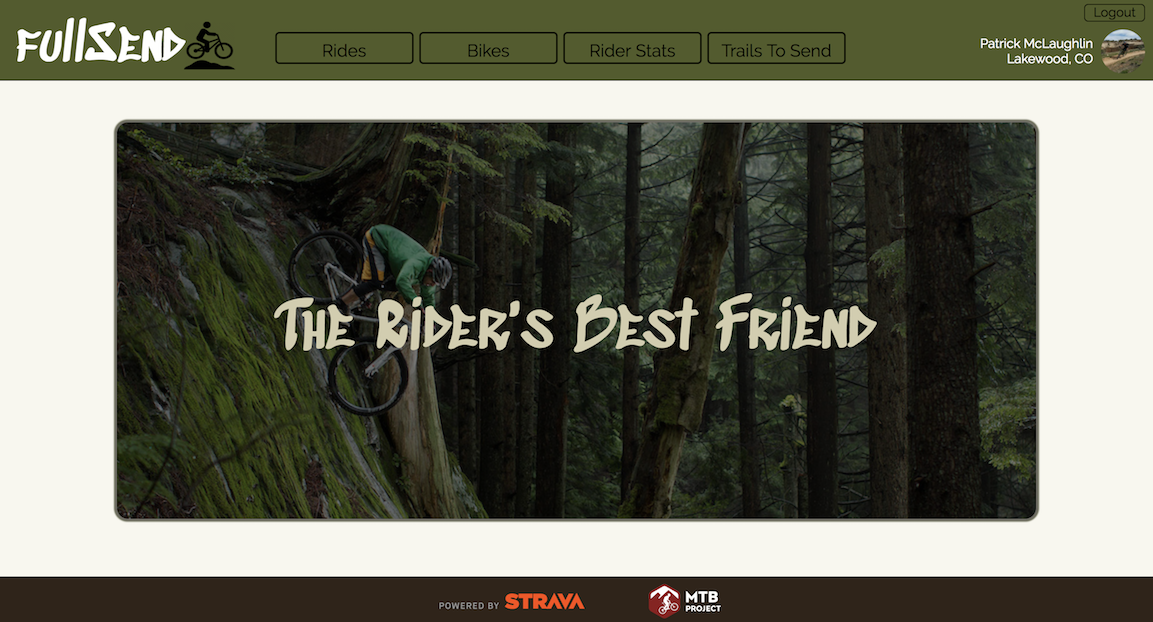 Logout
FullSend
Rides
Bikes
Rider Stats
Trails To Send
Patrick McLaughlin
Lakewood, CO
The Rider's Best Friend
POWERED BY STRAVA
MTB
PROJECT